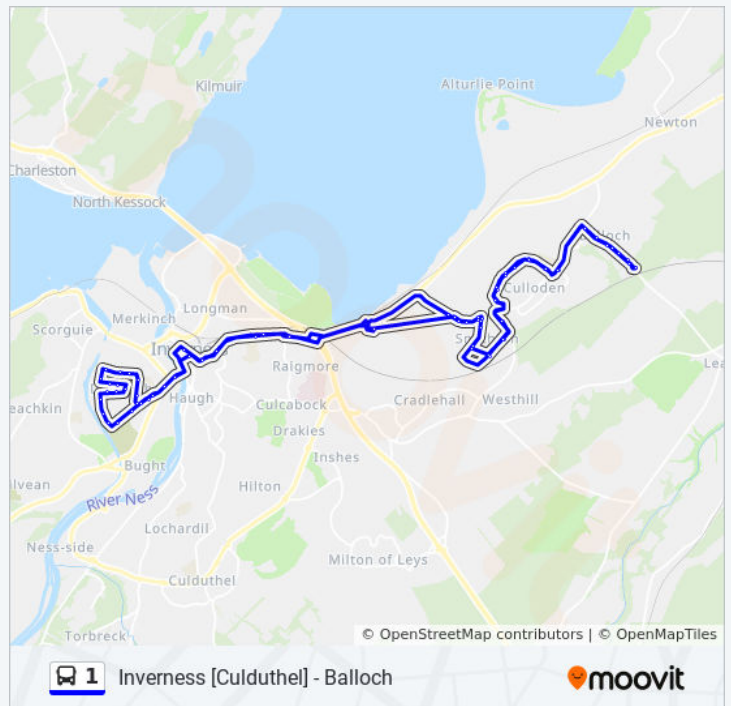 Kilmuir
Alturlie Point
Newton
Charleston
North Kessock
Longman
Culloden
Merkinch
Scorguie
Raigmore
Haugh
Culcabock
Cradlehall
Westhill
Drakies
Bught
Inshes
Hilton
River Ness
Lochardil
Ness-side
Milton of Leys
Culduthel
Torbreck
© OpenStreetMap contributors | © OpenMapTiles
1 Inverness [Culduthel] - Balloch
moovit